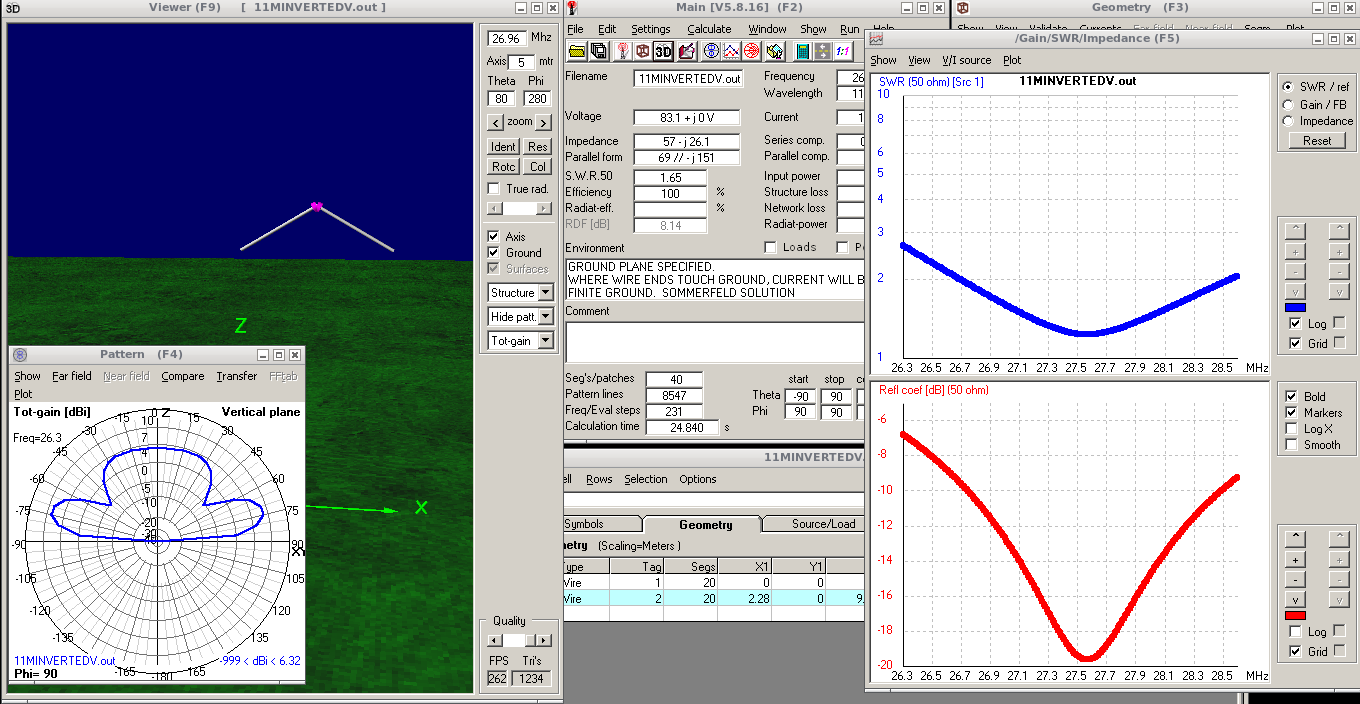 3D Viewer (F9) [ 11MINVERTEDV.out ]
26.96 Mhz
Axis 5 mtr
Theta Phi
80 280
< zoom >
Ident Res
Rotc Col
True rad.
Axis
Ground
Surfaces
Structure
Hide patt.
Tot-gain
Quality
FPS Tri's
262 1234
Z
X
Pattern (F4)
Show Far field Near field Compare Transfer FFtab
Plot
Tot-gain [dBi] Vertical plane
Freq=26.3
0 Z
-15 15
-30 30
-45 45
-60 60
-75 75
-90 90
XY
-105 105
-120 120
-135 135
-165 165
-180
10
7
4
0
-5
-10
-20
11MINVERTEDV.out -999 < dBi < 6.32
Phi= 90
Main [V5.8.16] (F2)
File Edit Settings Calculate Window Show Run
3D 1:1
Filename 11MINVERTEDV.out Frequency 26
Wavelength 11
Voltage 83.1 + j 0 V Current 1
Impedance 57 - j 26.1 Series comp.
Parallel form 69 // - j 151 Parallel comp.
S.W.R.50 1.65 Input power
Efficiency 100 % Structure loss
Radiat-eff. % Network loss
RDF [dB] 8.14 Radiat-power
Environment Loads
GROUND PLANE SPECIFIED.
WHERE WIRE ENDS TOUCH GROUND, CURRENT WILL B
FINITE GROUND. SOMMERFELD SOLUTION
Comment
Seg's/patches 40 start stop
Pattern lines 8547 Theta -90 90
Freq/Eval steps 231 Phi 90 90
Calculation time 24.840 s
11MINVERTEDV.
ell Rows Selection Options
Symbols Geometry Source/Load
metry (Scaling=Meters )
Type Tag Segs X1 Y1
Wire 1 20 0 0
Wire 2 20 2.28 0 9.
Geometry (F3)
Show View Validate Currents Far field Near field Seam Plot
/Gain/SWR/Impedance (F5)
Show View V/I source Plot
SWR (50 ohm) [Src 1] 11MINVERTEDV.out
10
8
6
5
4
3
2
1
26.3 26.5 26.7 26.9 27.1 27.3 27.5 27.7 27.9 28.1 28.3 28.5 MHz
Refl coef [dB] (50 ohm)
-6
-8
-10
-12
-14
-16
-18
-20
26.3 26.5 26.7 26.9 27.1 27.3 27.5 27.7 27.9 28.1 28.3 28.5 MHz
SWR / ref
Gain / FB
Impedance
Reset
^ ^
+ +
- -
v v
Log
Grid
Bold
Markers
Log X
Smooth
^ ^
+ +
- -
v v
Log
Grid